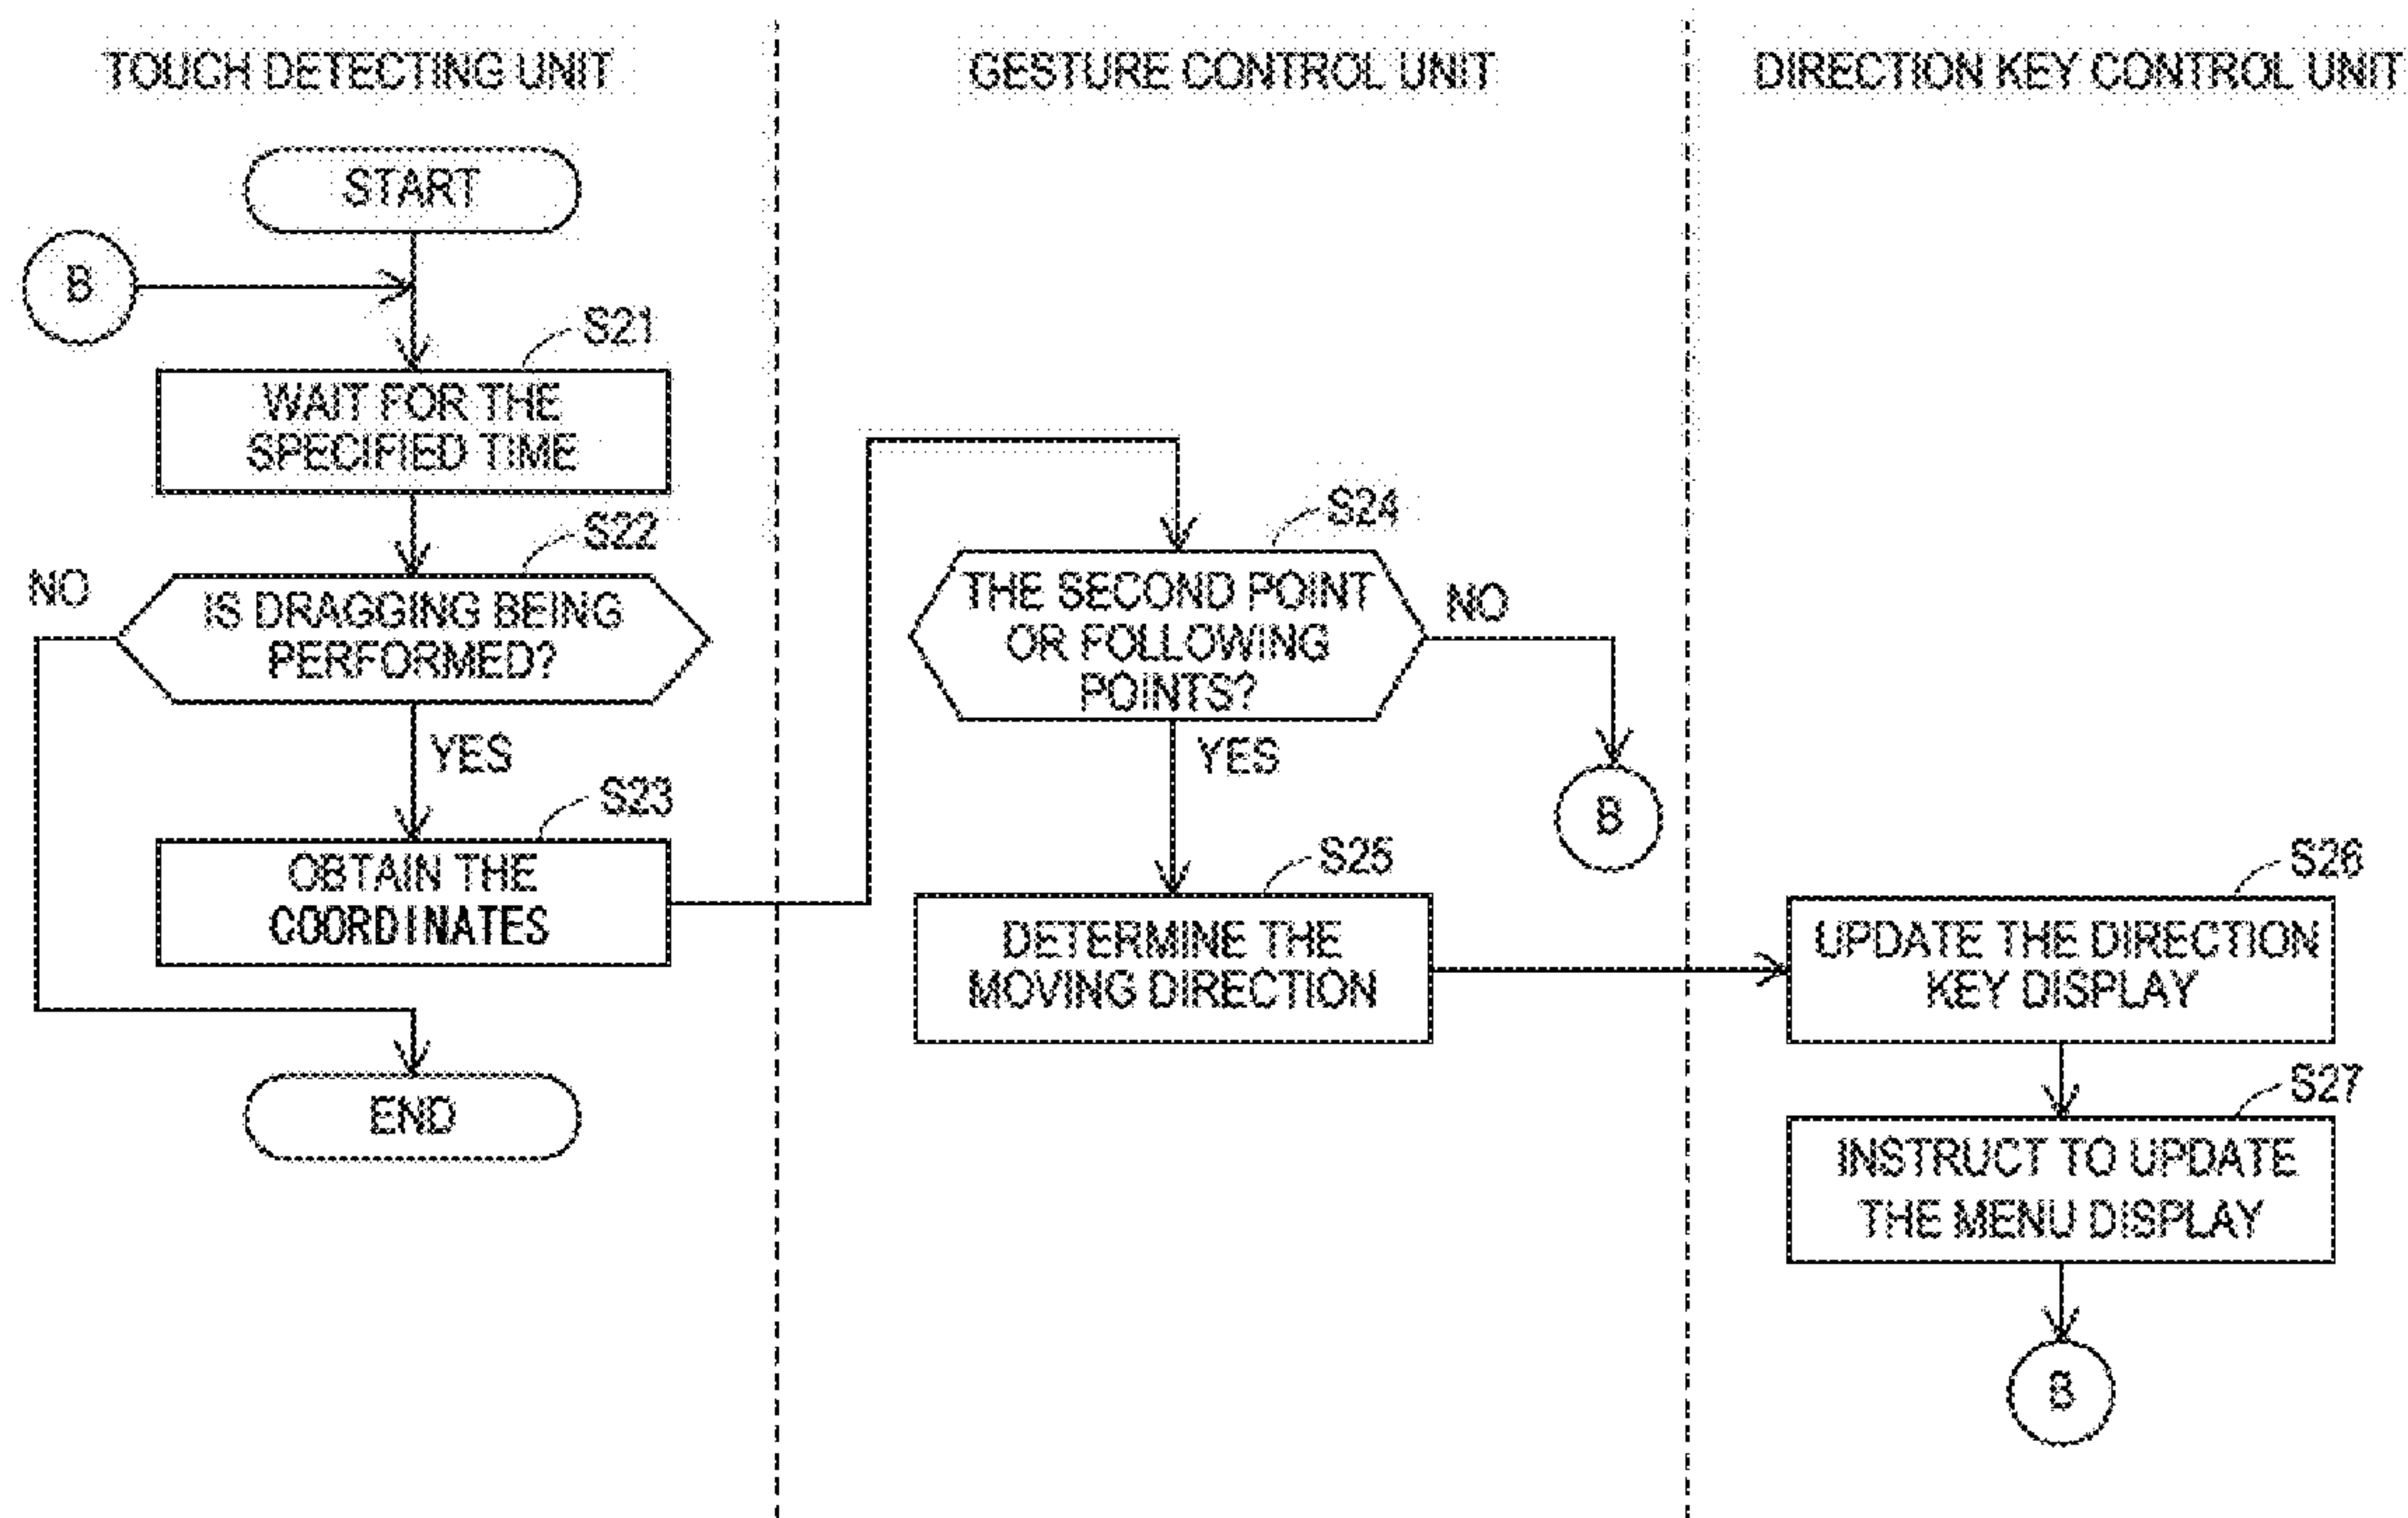 TOUCH DETECTING UNIT
GESTURE CONTROL UNIT
DIRECTION KEY CONTROL UNIT
START
B
S21
WAIT FOR THE
SPECIFIED TIME
S22
NO
IS DRAGGING BEING
PERFORMED?
YES
S23
OBTAIN THE
COORDINATES
END
S24
THE SECOND POINT
OR FOLLOWING
POINTS?
NO
YES
B
S25
DETERMINE THE
MOVING DIRECTION
S26
UPDATE THE DIRECTION
KEY DISPLAY
S27
INSTRUCT TO UPDATE
THE MENU DISPLAY
B